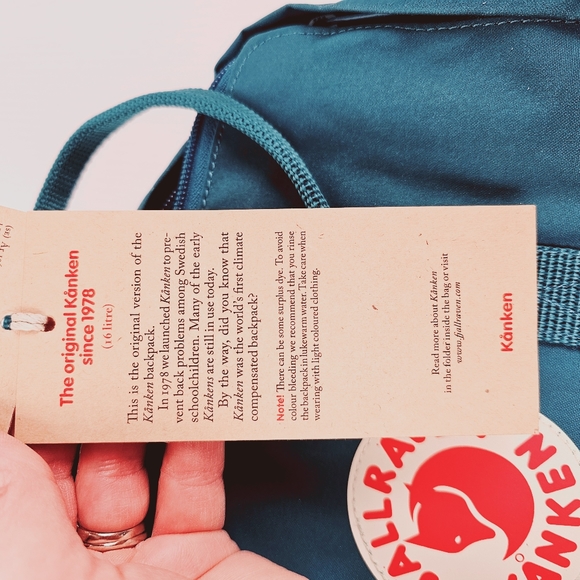 The original Kånken
since 1978
(16 litre)
This is the original version of the
Kånken backpack.
In 1978 we launched Kånken to pre-
vent back problems among Swedish
schoolchildren. Many of the early
Kånkens are still in use today.
By the way, did you know that
Kånken was the world's first climate
compensated backpack?
Note! There can be some surplus dye. To avoid
colour bleeding we recommend that you rinse
the backpack in lukewarm water. Take care when
wearing with light coloured clothing.
Read more about Kånken
in the folder inside the bag or visit
www.fjallraven.com
Kånken